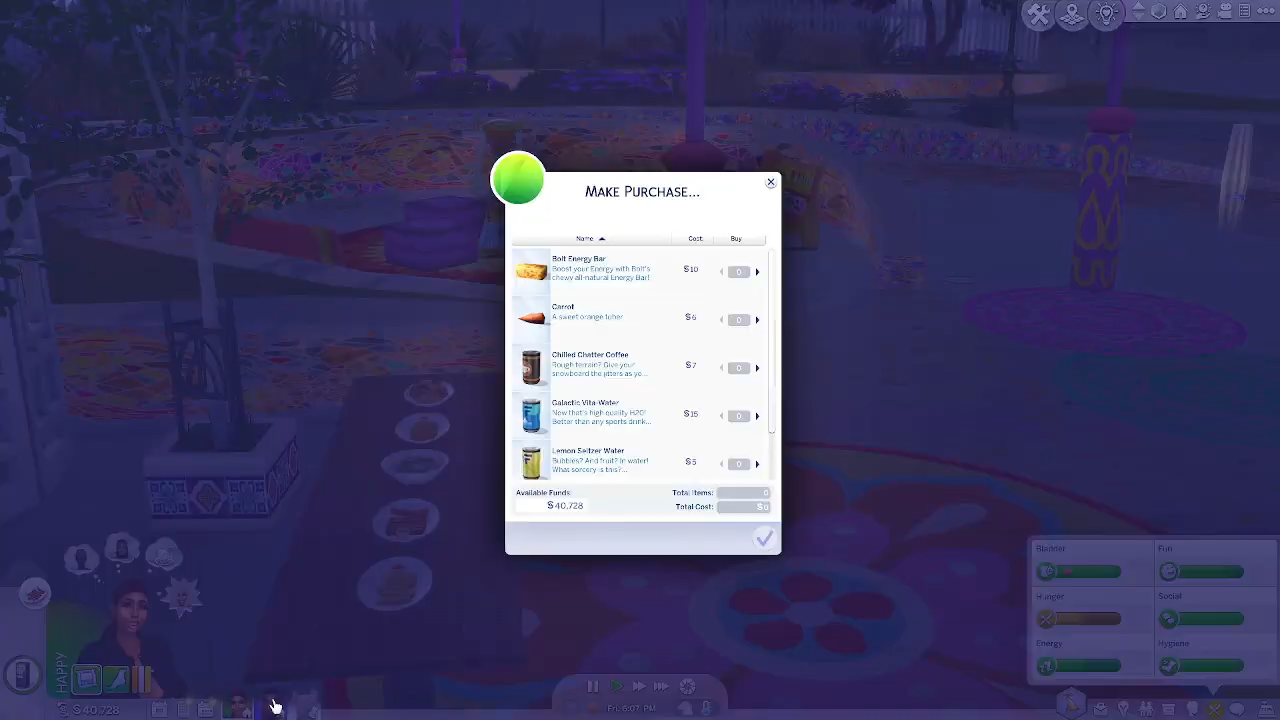 MAKE PURCHASE...
Name Cost: Buy
Bolt Energy Bar
Boost your Energy with Bolt's
chewy all-natural Energy Bar!
§10
0
Carrot
A sweet orange tuber
§6
0
Chilled Chatter Coffee
Rough terrain? Give your
snowboard the jitters as yo...
§7
0
Galactic Vita-Water
Now that's high quality H2O!
Better than any sports drink...
§15
0
Lemon Seltzer Water
Bubbles? And fruit? In water!
What sorcery is this?...
§5
0
Available Funds:
§40,728
Total Items: 0
Total Cost: §0
Bladder Fun
Hunger Social
Energy Hygiene
HAPPY
§40,728
Fri. 6:07 PM